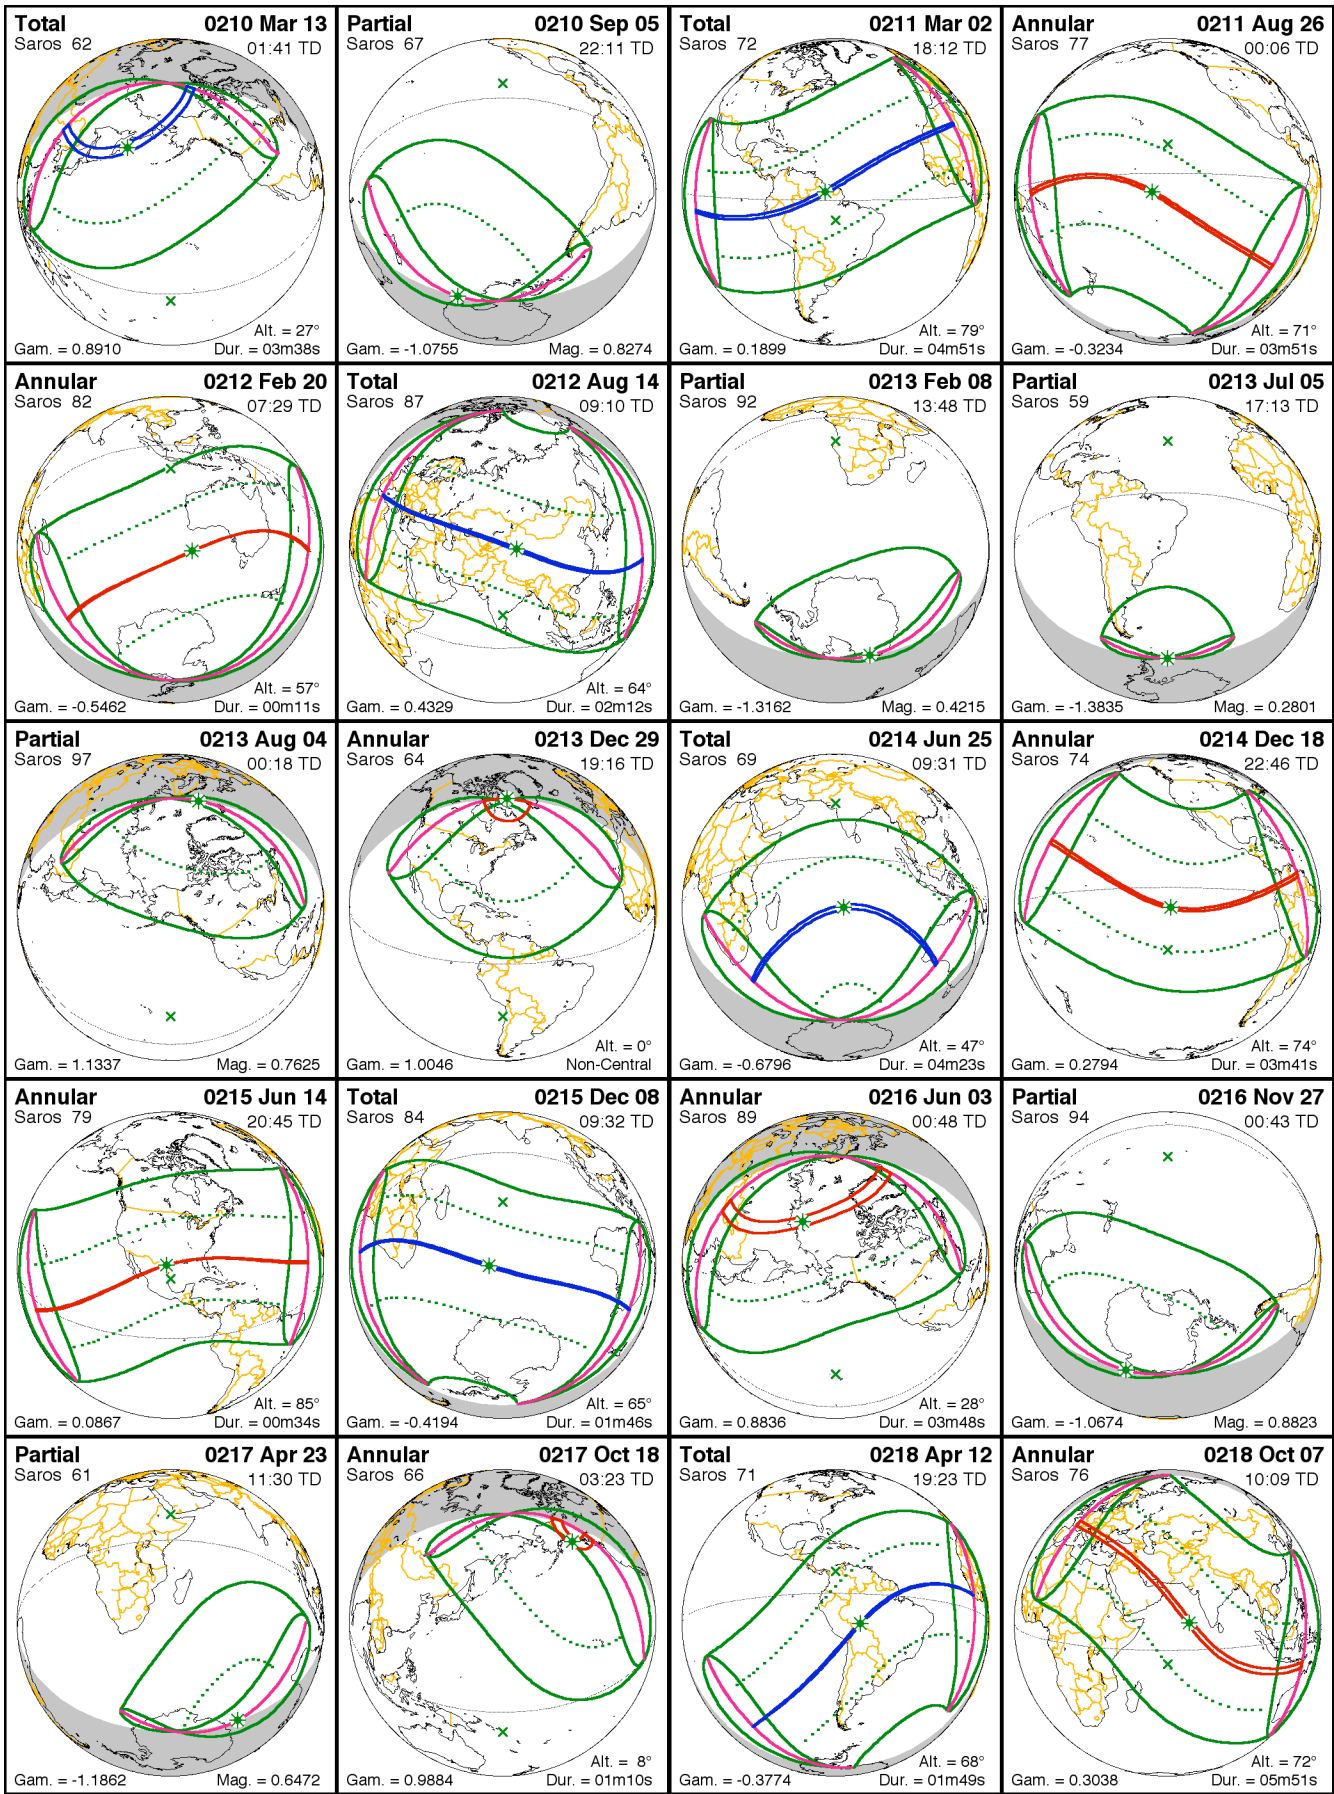 Total 0210 Mar 13
Saros 62 01:41 TD
Alt. = 27°
Gam. = 0.8910 Dur. = 03m38s
Partial 0210 Sep 05
Saros 67 22:11 TD
Gam. = -1.0755 Mag. = 0.8274
Total 0211 Mar 02
Saros 72 18:12 TD
Alt. = 79°
Gam. = 0.1899 Dur. = 04m51s
Annular 0211 Aug 26
Saros 77 00:06 TD
Alt. = 71°
Gam. = -0.3234 Dur. = 03m51s
Annular 0212 Feb 20
Saros 82 07:29 TD
Alt. = 57°
Gam. = -0.5462 Dur. = 00m11s
Total 0212 Aug 14
Saros 87 09:10 TD
Alt. = 64°
Gam. = 0.4329 Dur. = 02m12s
Partial 0213 Feb 08
Saros 92 13:48 TD
Gam. = -1.3162 Mag. = 0.4215
Partial 0213 Jul 05
Saros 59 17:13 TD
Gam. = -1.3835 Mag. = 0.2801
Partial 0213 Aug 04
Saros 97 00:18 TD
Gam. = 1.1337 Mag. = 0.7625
Annular 0213 Dec 29
Saros 64 19:16 TD
Alt. = 0°
Gam. = 1.0046 Non-Central
Total 0214 Jun 25
Saros 69 09:31 TD
Alt. = 47°
Gam. = -0.6796 Dur. = 04m23s
Annular 0214 Dec 18
Saros 74 22:46 TD
Alt. = 74°
Gam. = 0.2794 Dur. = 03m41s
Annular 0215 Jun 14
Saros 79 20:45 TD
Alt. = 85°
Gam. = 0.0867 Dur. = 00m34s
Total 0215 Dec 08
Saros 84 09:32 TD
Alt. = 65°
Gam. = -0.4194 Dur. = 01m46s
Annular 0216 Jun 03
Saros 89 00:48 TD
Alt. = 28°
Gam. = 0.8836 Dur. = 03m48s
Partial 0216 Nov 27
Saros 94 00:43 TD
Gam. = -1.0674 Mag. = 0.8823
Partial 0217 Apr 23
Saros 61 11:30 TD
Gam. = -1.1862 Mag. = 0.6472
Annular 0217 Oct 18
Saros 66 03:23 TD
Alt. = 8°
Gam. = 0.9884 Dur. = 01m10s
Total 0218 Apr 12
Saros 71 19:23 TD
Alt. = 68°
Gam. = -0.3774 Dur. = 01m49s
Annular 0218 Oct 07
Saros 76 10:09 TD
Alt. = 72°
Gam. = 0.3038 Dur. = 05m51s